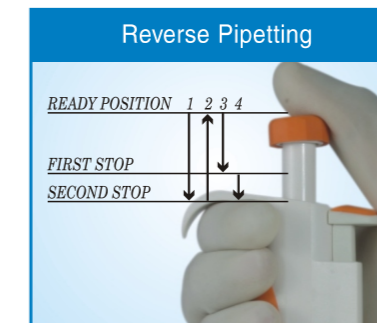 Reverse Pipetting
READY POSITION 1 2 3 4
FIRST STOP
SECOND STOP